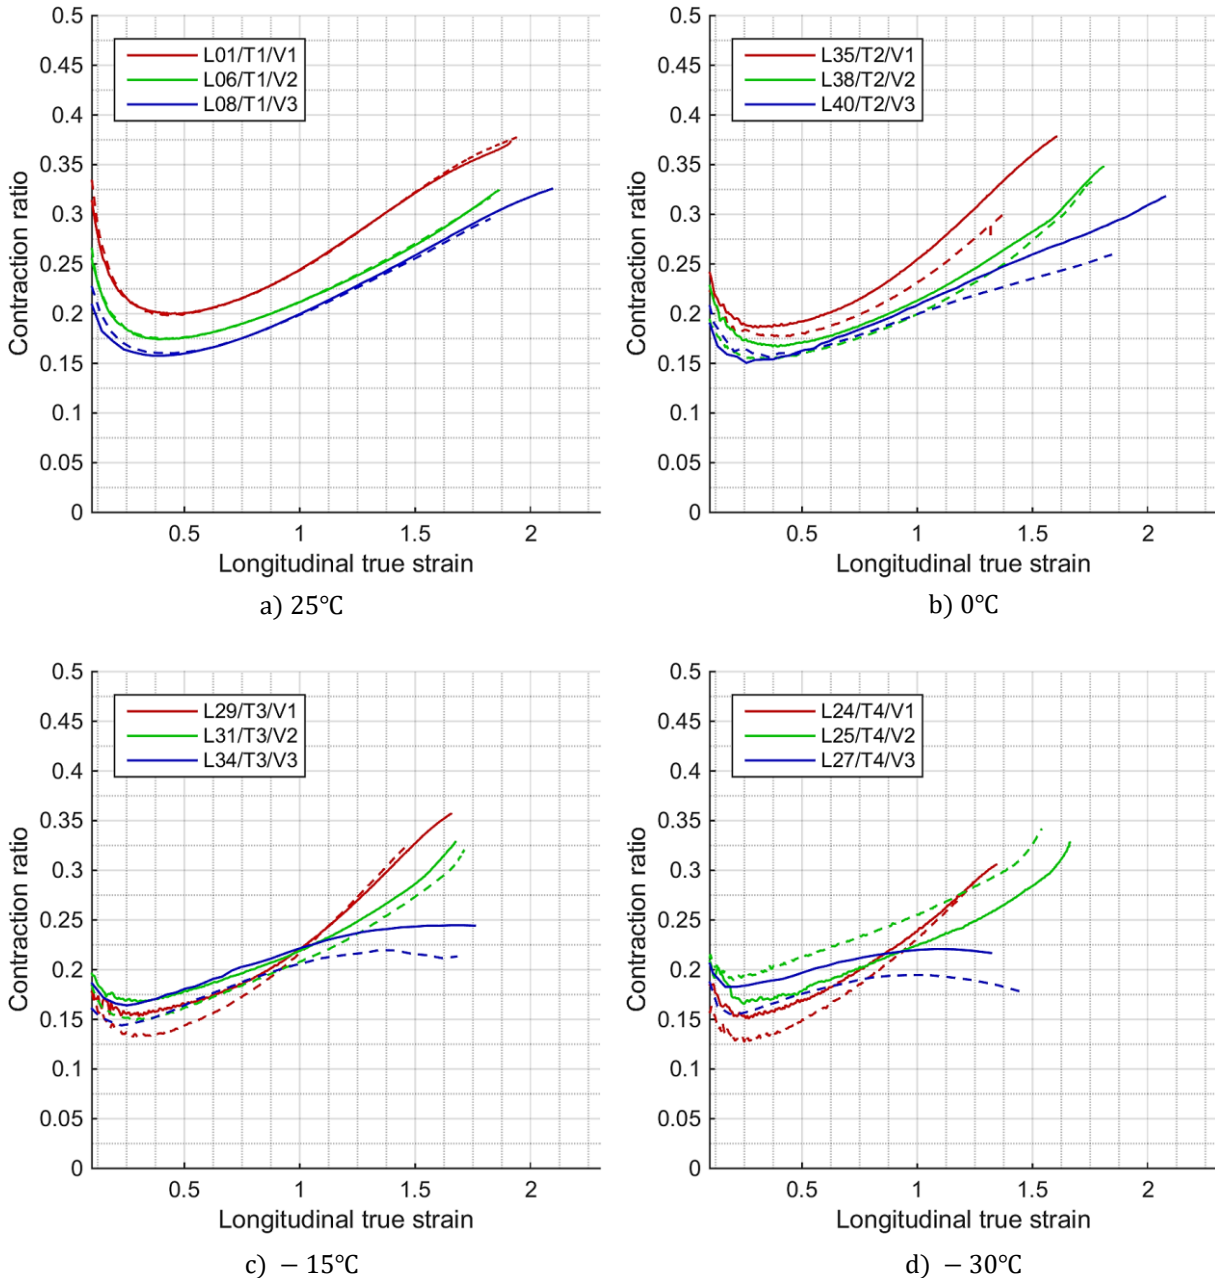 0.5
0.45
0.4
0.35
0.3
0.25
0.2
0.15
0.1
0.05
0
Contraction ratio
L01/T1/V1
L06/T1/V2
L08/T1/V3
0.5 1 1.5 2
Longitudinal true strain
a) 25℃
0.5
0.45
0.4
0.35
0.3
0.25
0.2
0.15
0.1
0.05
0
Contraction ratio
L35/T2/V1
L38/T2/V2
L40/T2/V3
0.5 1 1.5 2
Longitudinal true strain
b) 0℃
0.5
0.45
0.4
0.35
0.3
0.25
0.2
0.15
0.1
0.05
0
Contraction ratio
L29/T3/V1
L31/T3/V2
L34/T3/V3
0.5 1 1.5 2
Longitudinal true strain
c) − 15℃
0.5
0.45
0.4
0.35
0.3
0.25
0.2
0.15
0.1
0.05
0
Contraction ratio
L24/T4/V1
L25/T4/V2
L27/T4/V3
0.5 1 1.5 2
Longitudinal true strain
d) − 30℃